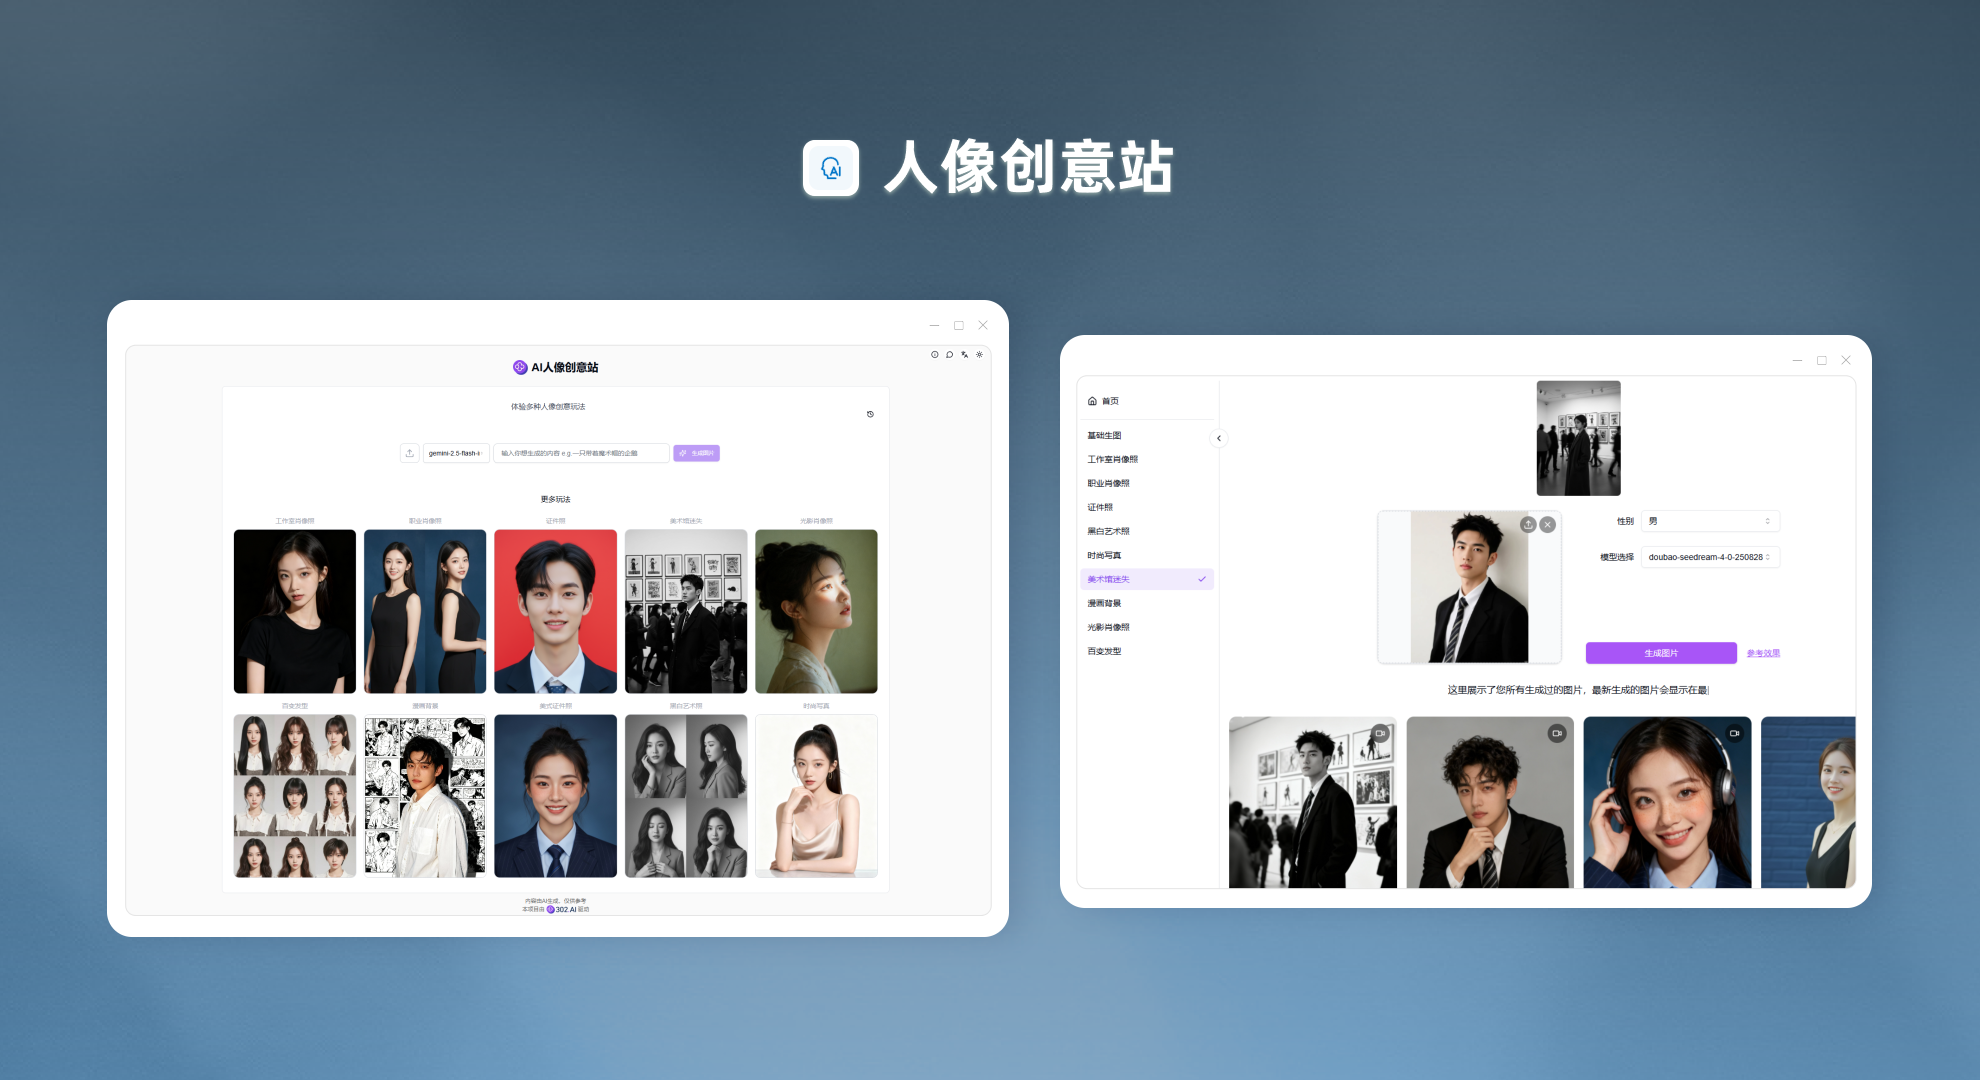 AI 人像创意站
AI人像创意站
体验多种人像创意玩法
gemini-2.5-flash-i
输入你想生成的内容 e.g.一只带着魔术帽的企鹅
生成图片
更多玩法
工作室肖像照
职业肖像照
证件照
美术馆迷失
光影肖像照
百变发型
漫画背景
美式证件照
黑白艺术照
时尚写真
内容由AI生成，仅供参考
本项目由 302.AI 驱动
首页
基础生图
工作室肖像照
职业肖像照
证件照
黑白艺术照
时尚写真
美术馆迷失
漫画背景
光影肖像照
百变发型
性别 男
模型选择 doubao-seedream-4-0-250828
生成图片 参考效果
这里展示了您所有生成过的图片，最新生成的图片会显示在最